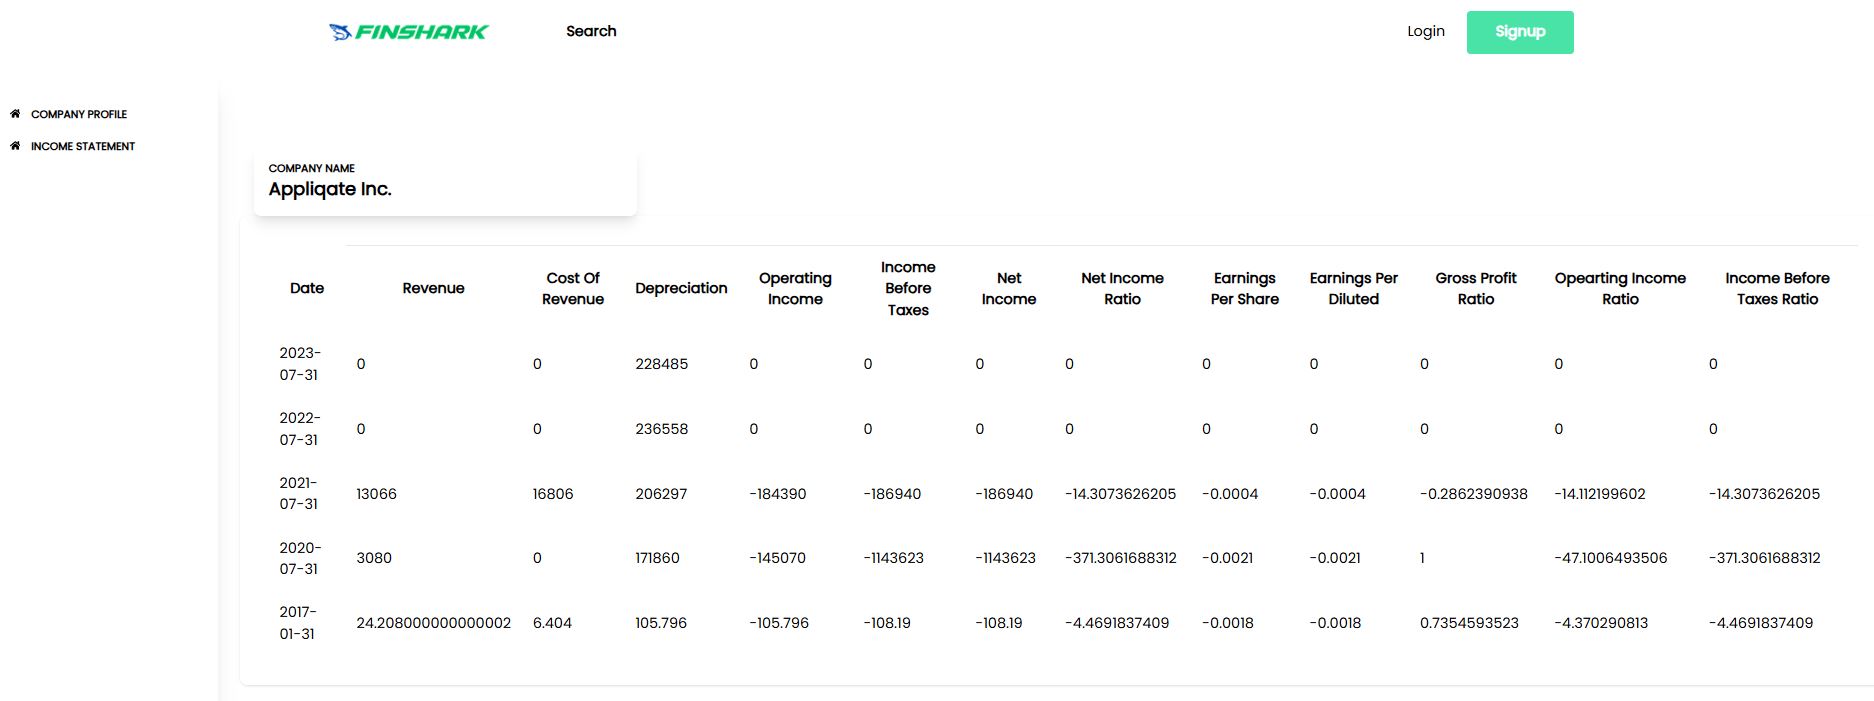 FINSHARK Search Login Signup
COMPANY PROFILE
INCOME STATEMENT
COMPANY NAME
Appliqate Inc.
Date Revenue Cost Of Revenue Depreciation Operating Income Income Before Taxes Net Income Net Income Ratio Earnings Per Share Earnings Per Diluted Gross Profit Ratio Opearting Income Ratio Income Before Taxes Ratio
2023-07-31 0 0 228485 0 0 0 0 0 0 0 0 0
2022-07-31 0 0 236558 0 0 0 0 0 0 0 0 0
2021-07-31 13066 16806 206297 -184390 -186940 -186940 -14.3073626205 -0.0004 -0.0004 -0.2862390938 -14.112199602 -14.3073626205
2020-07-31 3080 0 171860 -145070 -1143623 -1143623 -371.3061688312 -0.0021 -0.0021 1 -47.1006493506 -371.3061688312
2017-01-31 24.208000000000002 6.404 105.796 -105.796 -108.19 -108.19 -4.4691837409 -0.0018 -0.0018 0.7354593523 -4.370290813 -4.4691837409